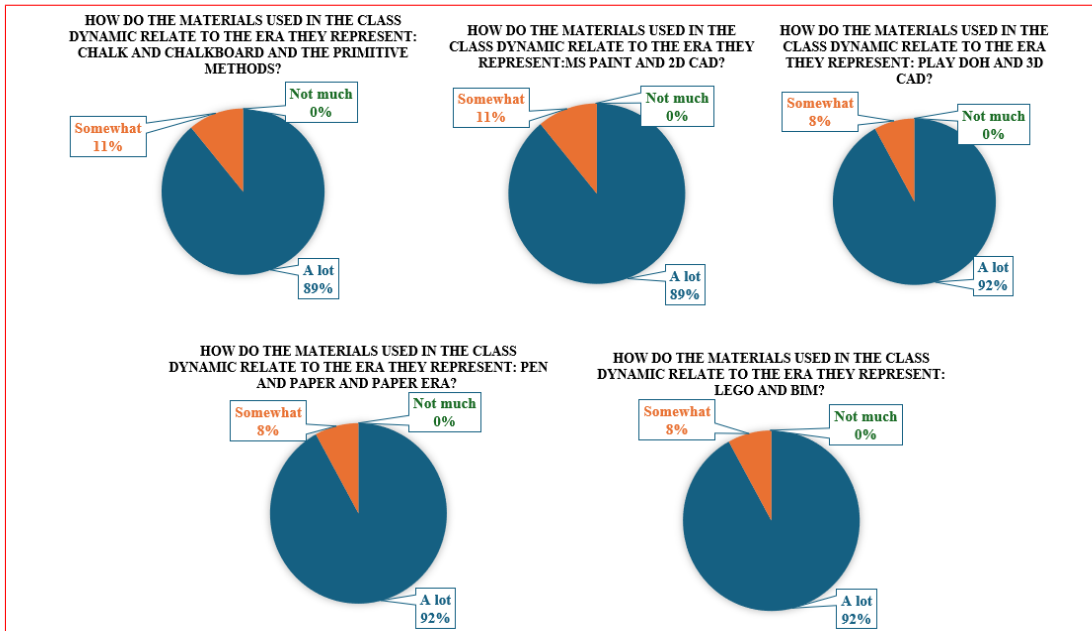 HOW DO THE MATERIALS USED IN THE CLASS
DYNAMIC RELATE TO THE ERA THEY REPRESENT:
CHALK AND CHALKBOARD AND THE PRIMITIVE
METHODS?
Not much
0%
Somewhat
11%
A lot
89%
HOW DO THE MATERIALS USED IN THE
CLASS DYNAMIC RELATE TO THE ERA THEY
REPRESENT:MS PAINT AND 2D CAD?
Somewhat
11%
Not much
0%
A lot
89%
HOW DO THE MATERIALS USED IN THE
CLASS DYNAMIC RELATE TO THE ERA
THEY REPRESENT: PLAY DOH AND 3D
CAD?
Somewhat
8%
Not much
0%
A lot
92%
HOW DO THE MATERIALS USED IN THE CLASS
DYNAMIC RELATE TO THE ERA THEY REPRESENT: PEN
AND PAPER AND PAPER ERA?
Somewhat
8%
Not much
0%
A lot
92%
HOW DO THE MATERIALS USED IN THE CLASS
DYNAMIC RELATE TO THE ERA THEY REPRESENT:
LEGO AND BIM?
Somewhat
8%
Not much
0%
A lot
92%